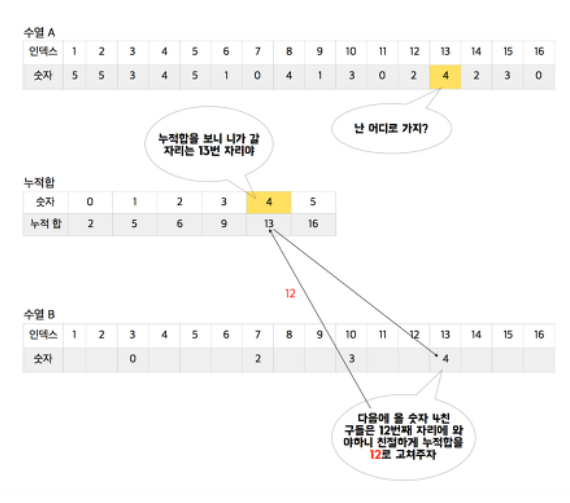 수열 A
인덱스 1 2 3 4 5 6 7 8 9 10 11 12 13 14 15 16
숫자 5 5 3 4 5 1 0 4 1 3 0 2 4 2 3 0
난 어디로 가지?
누적합을 보니 니가 갈
자리는 13번 자리야
누적합
숫자 0 1 2 3 4 5
누적 합 2 5 6 9 13 16
12
수열 B
인덱스 1 2 3 4 5 6 7 8 9 10 11 12 13 14 15 16
숫자 0 2 3 4
다음에 올 숫자 4친
구들은 12번째 자리에 와
야하니 친절하게 누적합을
12로 고쳐주자